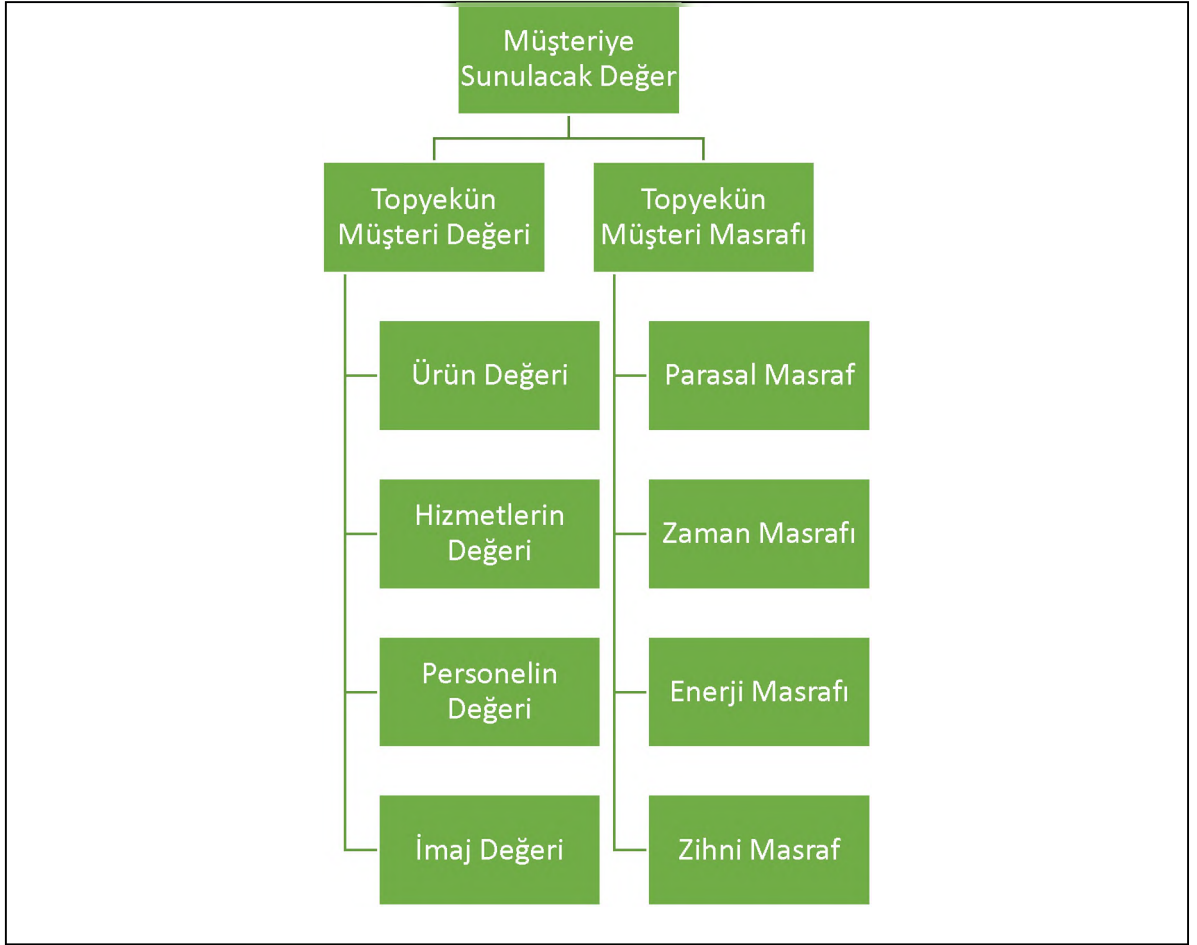 Müşteriye
Sunulacak Değer
Topyekün
Müşteri Değeri
Topyekün
Müşteri Masrafı
Ürün Değeri
Parasal Masraf
Hizmetlerin
Değeri
Zaman Masrafı
Personelin
Değeri
Enerji Masrafı
İmaj Değeri
Zihni Masraf